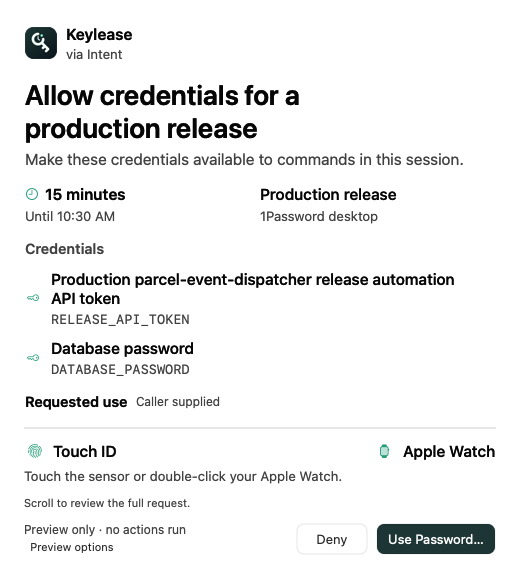 Keylease
via Intent
Allow credentials for a
production release
Make these credentials available to commands in this session.
15 minutes
Until 10:30 AM
Production release
1Password desktop
Credentials
Production parcel-event-dispatcher release automation
API token
RELEASE_API_TOKEN
Database password
DATABASE_PASSWORD
Requested use Caller supplied
Touch ID
Apple Watch
Touch the sensor or double-click your Apple Watch.
Scroll to review the full request.
Preview only · no actions run
Preview options
Deny
Use Password...